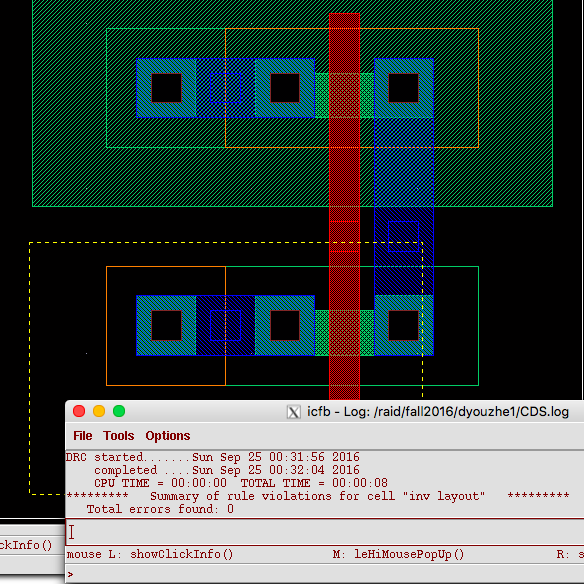 icfb - Log: /raid/fall2016/dyouzhe1/CDS.log
File Tools Options
DRC started.......Sun Sep 25 00:31:56 2016
completed ....Sun Sep 25 00:32:04 2016
CPU TIME = 00:00:00 TOTAL TIME = 00:00:08
********* Summary of rule violations for cell "inv layout" *********
Total errors found: 0
ckInfo()
mouse L: showClickInfo() M: leHiMousePopUp() R: s
>